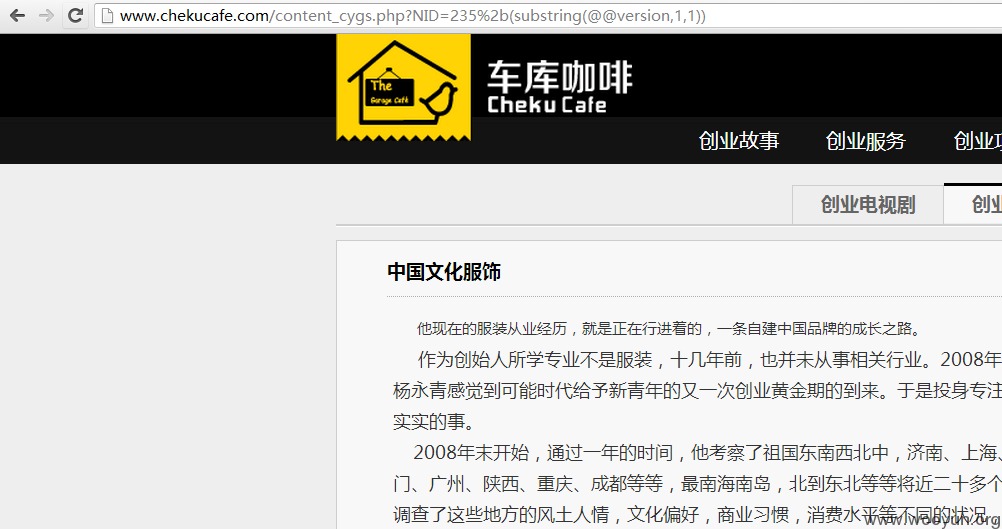 www.chekucafe.com/content_cygs.php?NID=235%2b(substring(@@version,1,1))
The
Garage Café
车库咖啡
Cheku Cafe
创业故事 创业服务 创业项
创业电视剧 创业
中国文化服饰
他现在的服装从业经历，就是正在行进着的，一条自建中国品牌的成长之路。
作为创始人所学专业不是服装，十几年前，也并未从事相关行业。2008年
杨永青感觉到可能时代给予新青年的又一次创业黄金期的到来。于是投身专注
实实的事。
2008年末开始，通过一年的时间，他考察了祖国东南西北中，济南、上海、
门、广州、陕西、重庆、成都等等，最南海南岛，北到东北等等将近二十多个
调查了这些地方的风土人情，文化偏好，商业习惯，消费水平等不同的状况
www.wooyun.org